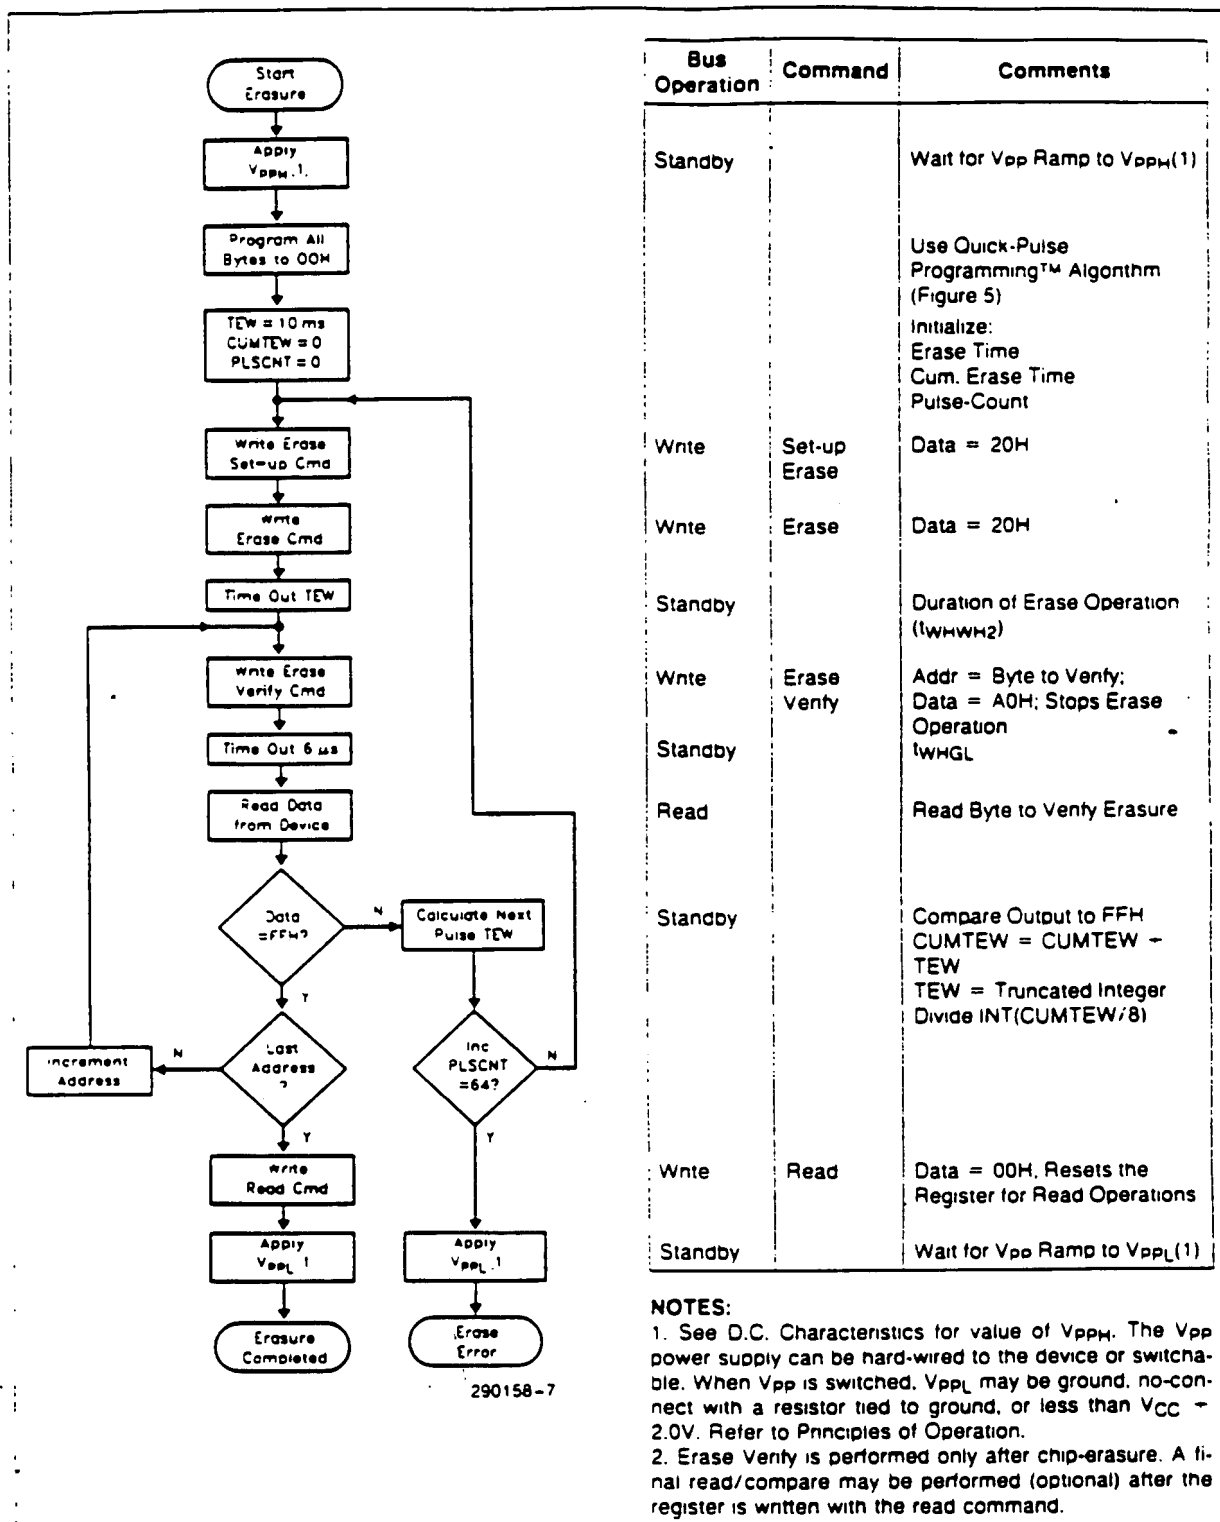 Start
Erasure
Apply
VPPH(1)
Program All
Bytes to 00H
TEW = 10 ms
CUMTEW = 0
PLSCNT = 0
Write Erase
Set-up Cmd
Write
Erase Cmd
Time Out TEW
Write Erase
Verify Cmd
Time Out 6 µs
Read Data
from Device
Data
=FFH?
N
Calculate Next
Pulse TEW
Y
Last
Address
?
N
Increment
Address
Inc
PLSCNT
=64?
N
Y
Y
Write
Read Cmd
Apply
VPPL(1)
Apply
VPPL(1)
Erasure
Completed
Erase
Error
290158-7
Bus
Operation
Command
Comments
Standby
Wait for VPP Ramp to VPPH(1)
Use Quick-Pulse
Programming™ Algorithm
(Figure 5)
Initialize:
Erase Time
Cum. Erase Time
Pulse-Count
Write
Set-up
Erase
Data = 20H
Write
Erase
Data = 20H
Standby
Duration of Erase Operation
(tWHWH2)
Write
Erase
Verify
Addr = Byte to Verify;
Data = A0H; Stops Erase
Operation
Standby
tWHGL
Read
Read Byte to Verify Erasure
Standby
Compare Output to FFH
CUMTEW = CUMTEW +
TEW
TEW = Truncated Integer
Divide INT(CUMTEW/8)
Write
Read
Data = 00H, Resets the
Register for Read Operations
Standby
Wait for VPP Ramp to VPPL(1)
NOTES:
1. See D.C. Characteristics for value of VPPH. The VPP
power supply can be hard-wired to the device or switcha-
ble. When VPP is switched, VPPL may be ground, no-con-
nect with a resistor tied to ground, or less than VCC +
2.0V. Refer to Principles of Operation.
2. Erase Verify is performed only after chip-erasure. A fi-
nal read/compare may be performed (optional) after the
register is written with the read command.